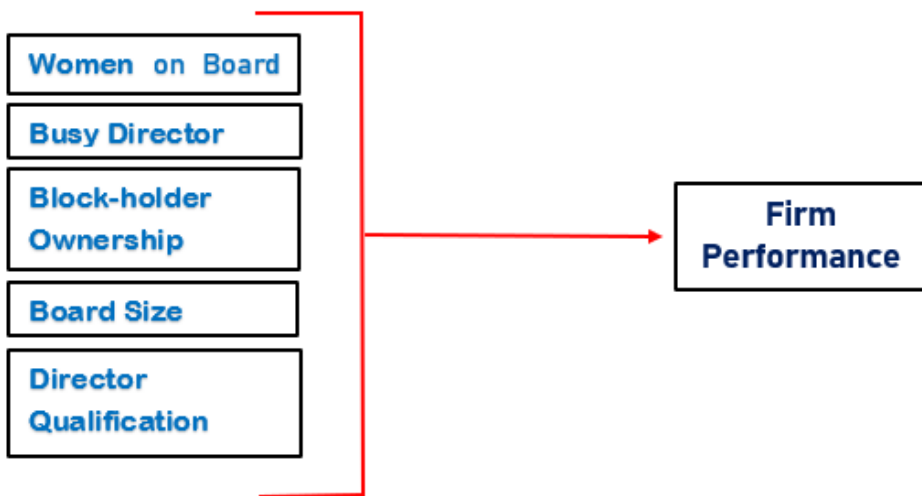 Women on Board
Busy Director
Block-holder
Ownership
Board Size
Director
Qualification
Firm
Performance